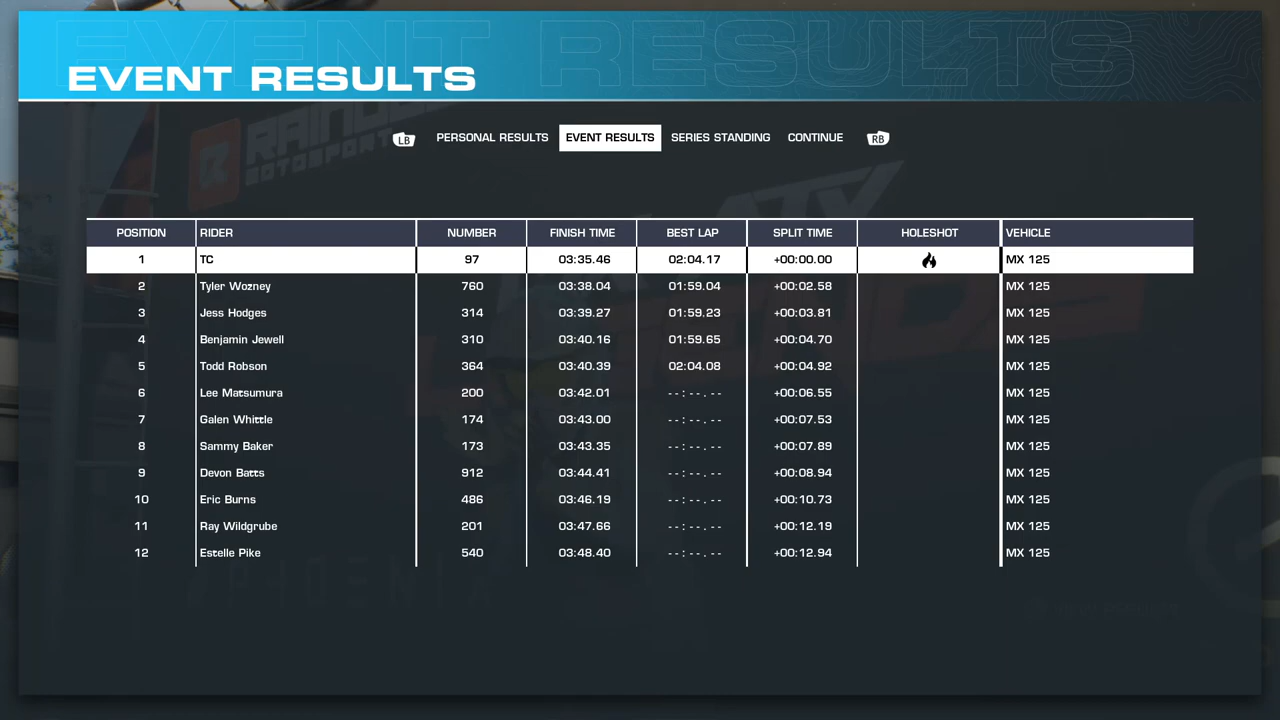 EVENT RESULTS
EVENT RESULTS
LB PERSONAL RESULTS EVENT RESULTS SERIES STANDING CONTINUE RB
POSITION RIDER NUMBER FINISH TIME BEST LAP SPLIT TIME HOLESHOT VEHICLE
1 TC 97 03:35.46 02:04.17 +00:00.00 MX 125
2 Tyler Wozney 760 03:38.04 01:59.04 +00:02.58 MX 125
3 Jess Hodges 314 03:39.27 01:59.23 +00:03.81 MX 125
4 Benjamin Jewell 310 03:40.16 01:59.65 +00:04.70 MX 125
5 Todd Robson 364 03:40.39 02:04.08 +00:04.92 MX 125
6 Lee Matsumura 200 03:42.01 --:--.-- +00:06.55 MX 125
7 Galen Whittle 174 03:43.00 --:--.-- +00:07.53 MX 125
8 Sammy Baker 173 03:43.35 --:--.-- +00:07.89 MX 125
9 Devon Batts 912 03:44.41 --:--.-- +00:08.94 MX 125
10 Eric Burns 486 03:46.19 --:--.-- +00:10.73 MX 125
11 Ray Wildgrube 201 03:47.66 --:--.-- +00:12.19 MX 125
12 Estelle Pike 540 03:48.40 --:--.-- +00:12.94 MX 125